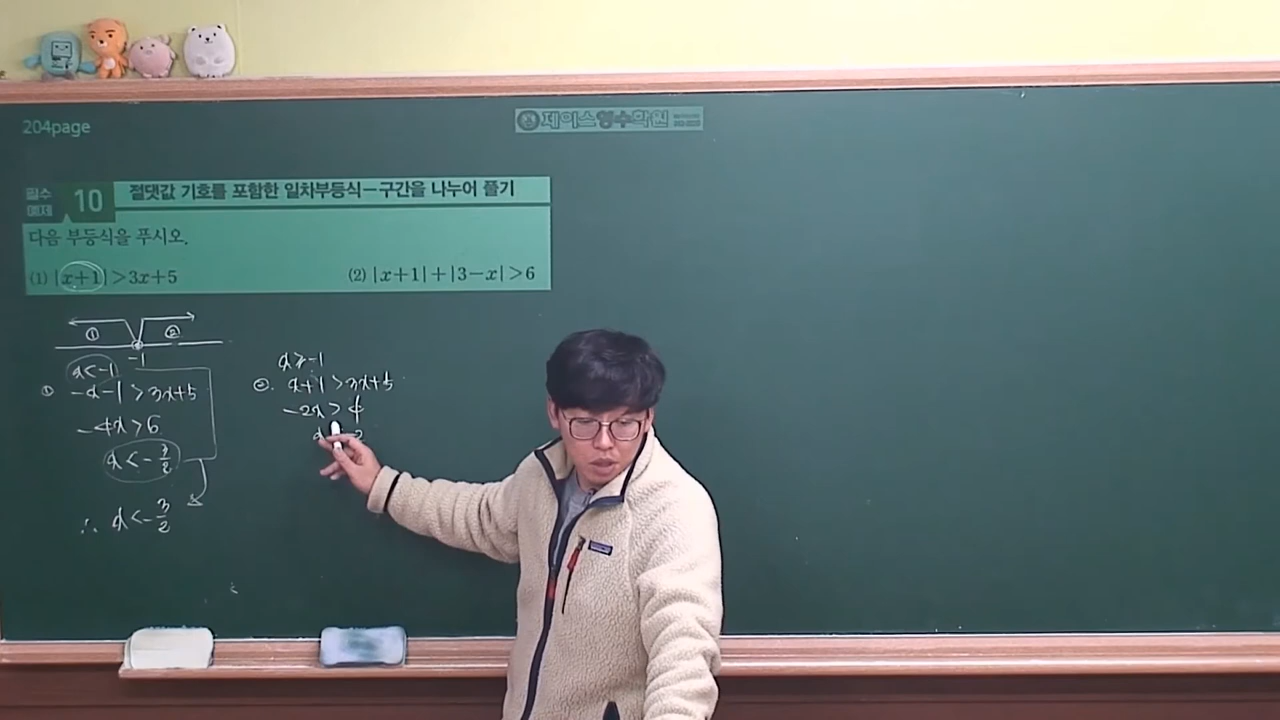 204page
제이스영수학원
필수 예제 10 절댓값 기호를 포함한 일차부등식-구간을 나누어 풀기
다음 부등식을 푸시오.
(1) |x+1|>3x+5
(2) |x+1|+|3-x|>6
① ②
-1
x<-1
① -x-1>3x+5
-4x>6
x<-3/2
∴ x<-3/2
x≥-1
②. x+1>3x+5
-2x>4